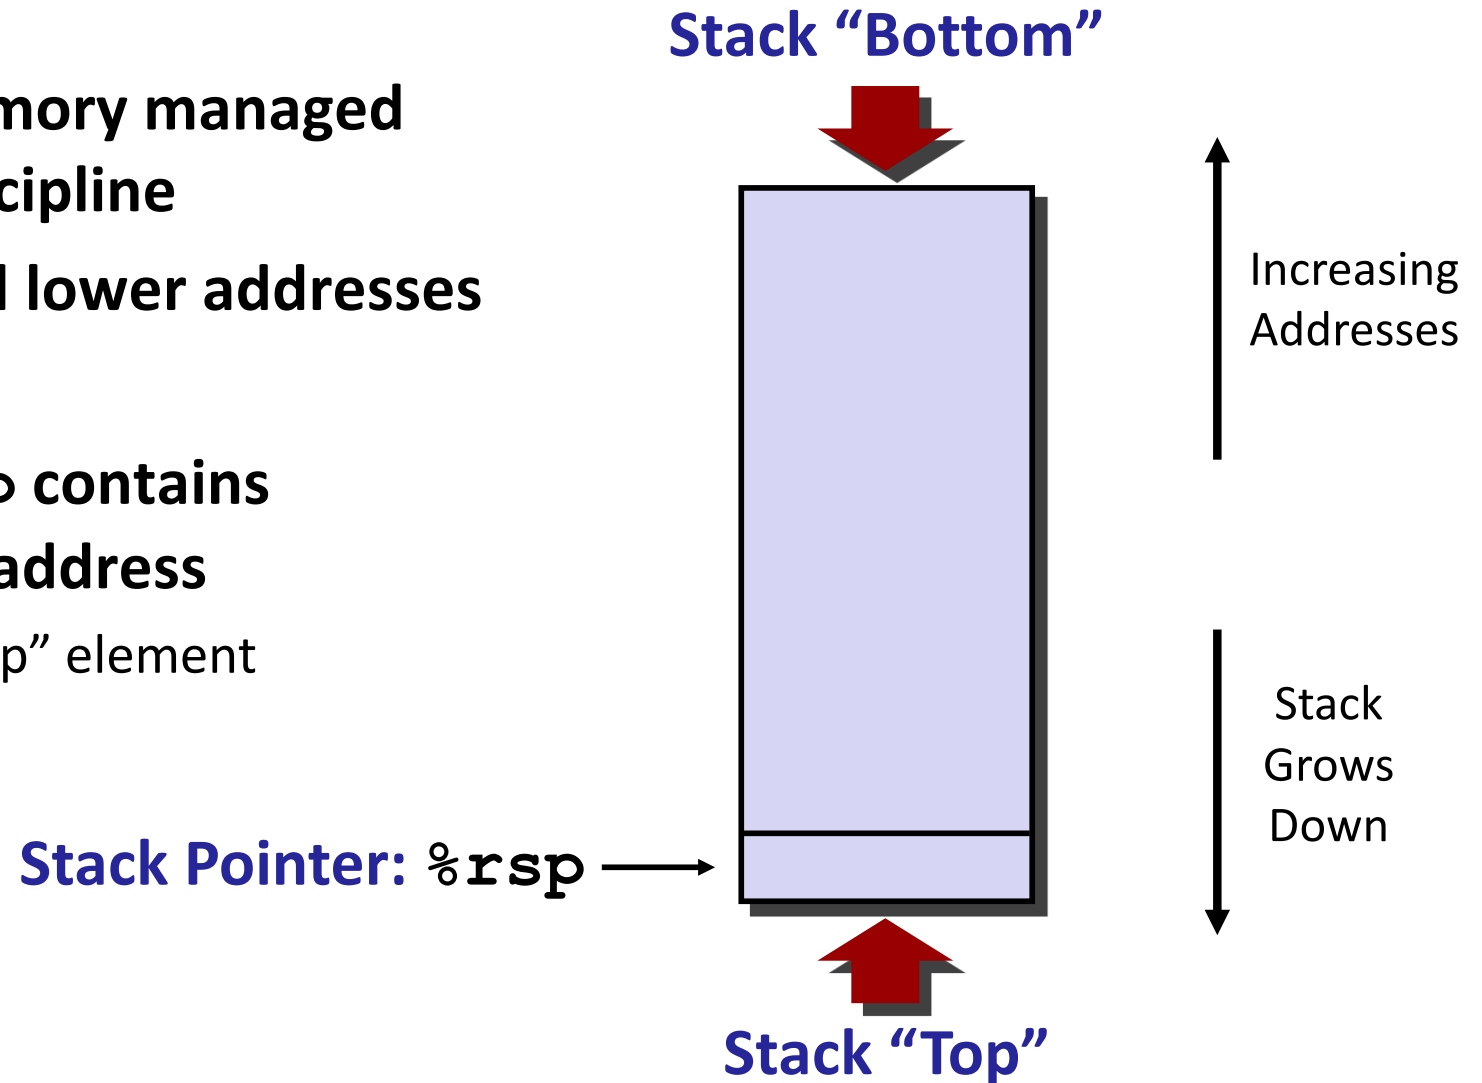 Stack “Bottom”
mory managed
cipline
lower addresses
contains
address
p” element
Increasing
Addresses
Stack
Grows
Down
Stack Pointer: %rsp
Stack “Top”